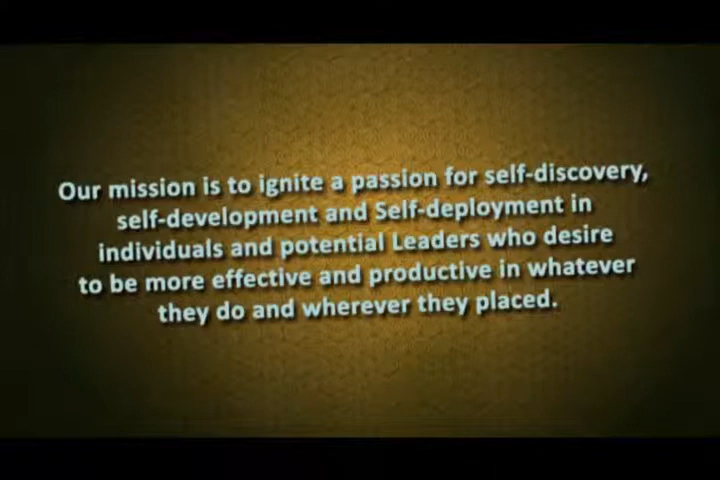 Our mission is to ignite a passion for self-discovery,
self-development and Self-deployment in
individuals and potential Leaders who desire
to be more effective and productive in whatever
they do and wherever they placed.